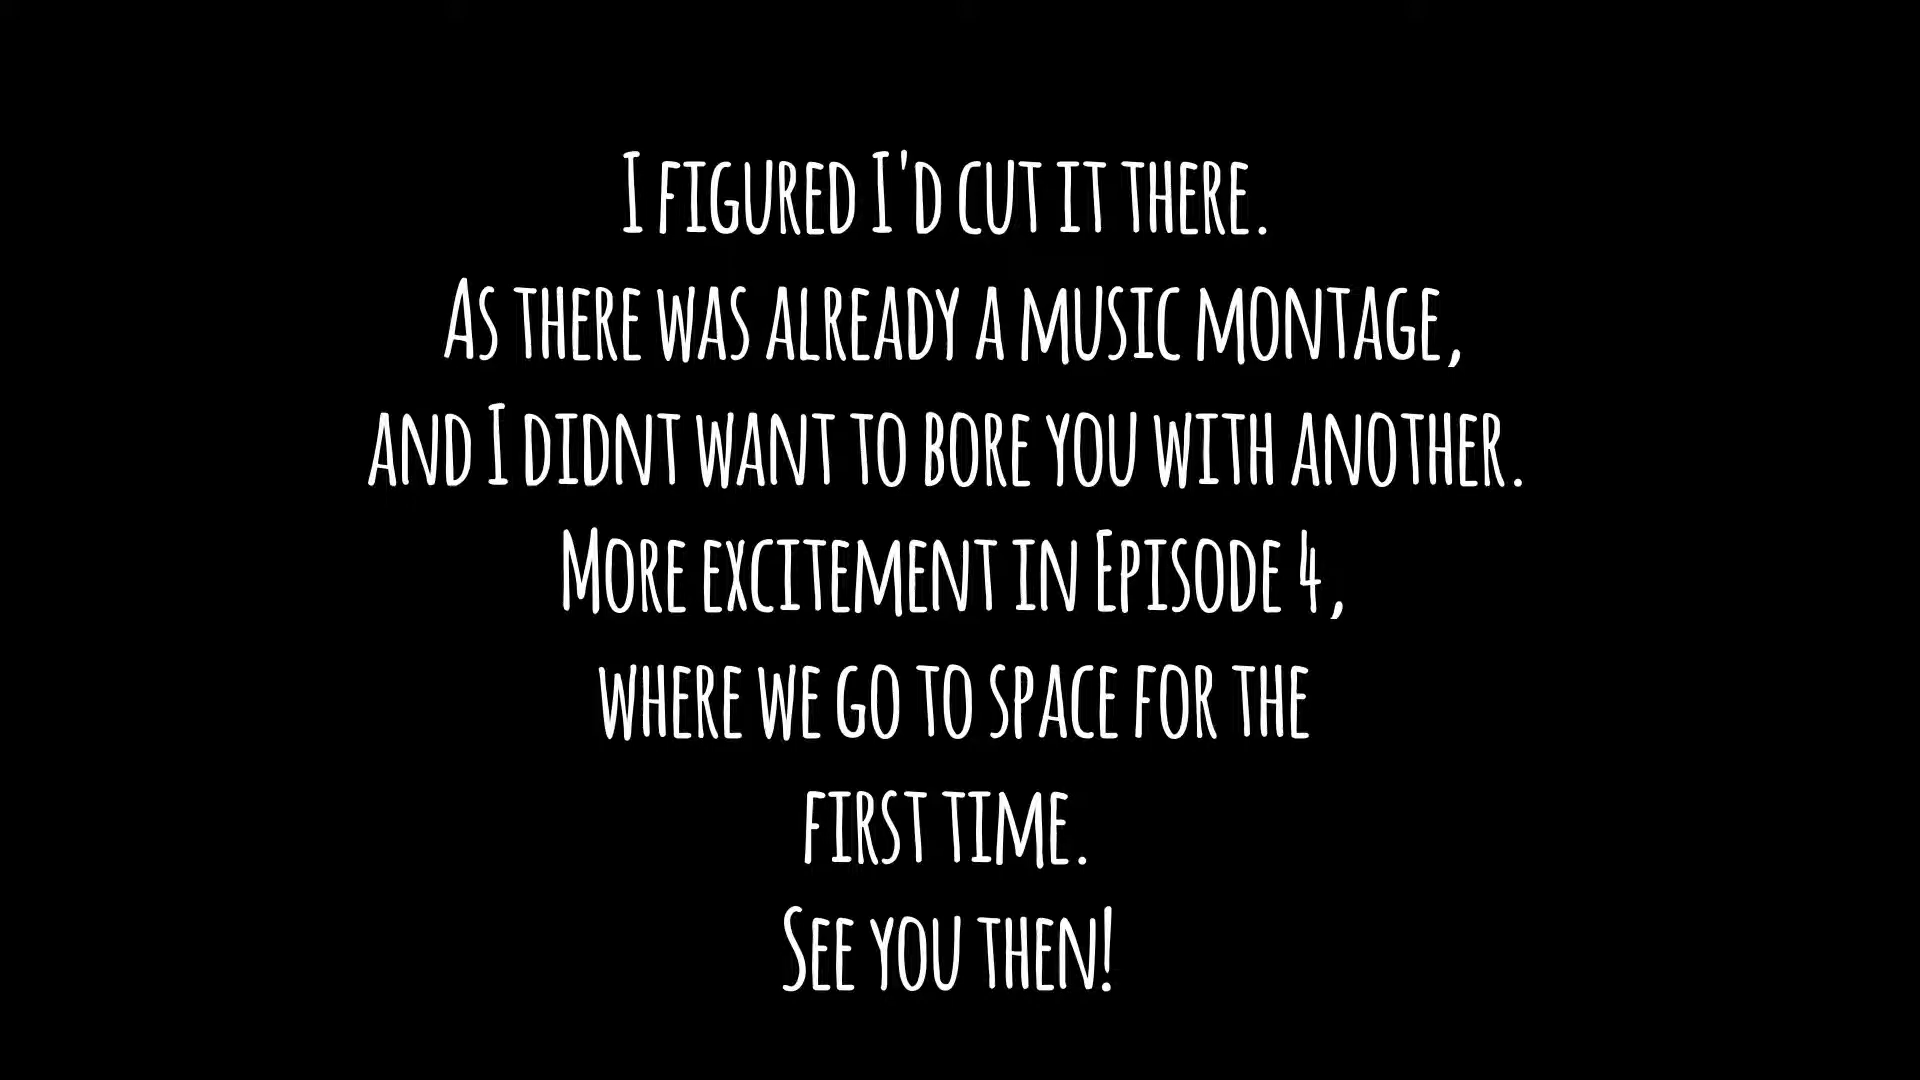 I figured I'd cut it there.
As there was already a music montage,
and I didnt want to bore you with another.
More excitement in Episode 4,
where we go to space for the
first time.
See you then!